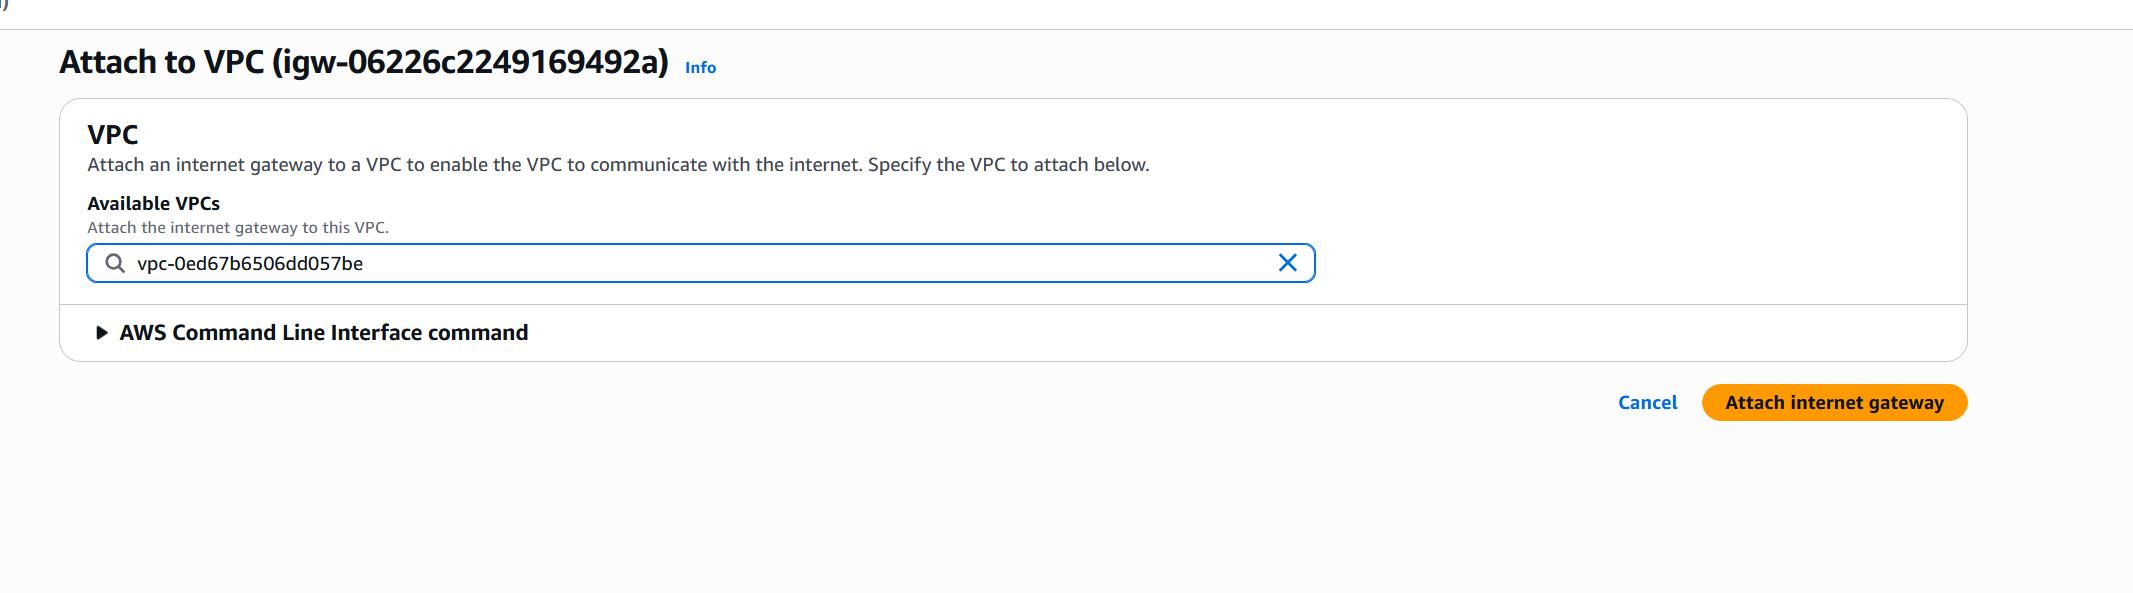 Attach to VPC (igw-06226c2249169492a) Info
VPC
Attach an internet gateway to a VPC to enable the VPC to communicate with the internet. Specify the VPC to attach below.
Available VPCs
Attach the internet gateway to this VPC.
vpc-0ed67b6506dd057be
AWS Command Line Interface command
Cancel Attach internet gateway